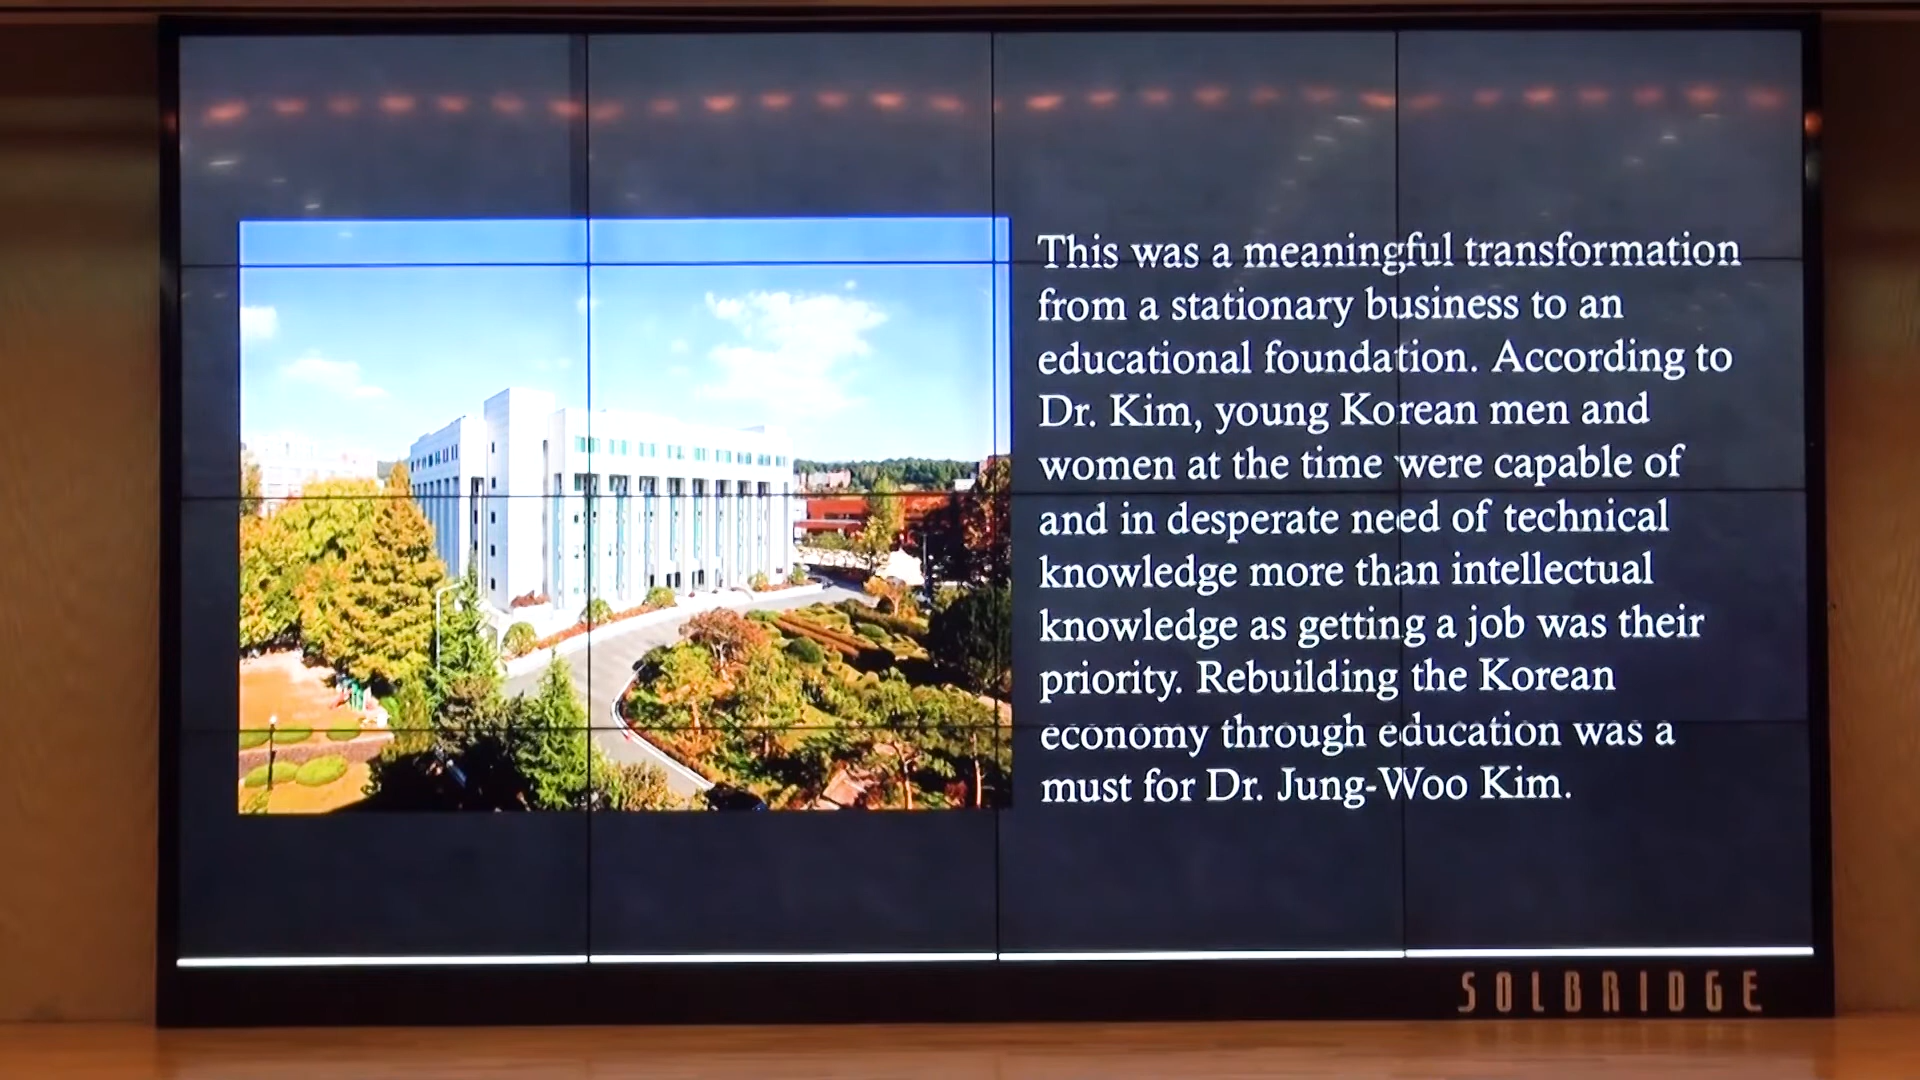 This was a meaningful transformation
from a stationary business to an
educational foundation. According to
Dr. Kim, young Korean men and
women at the time were capable of
and in desperate need of technical
knowledge more than intellectual
knowledge as getting a job was their
priority. Rebuilding the Korean
economy through education was a
must for Dr. Jung-Woo Kim.
SOLBRIDGE